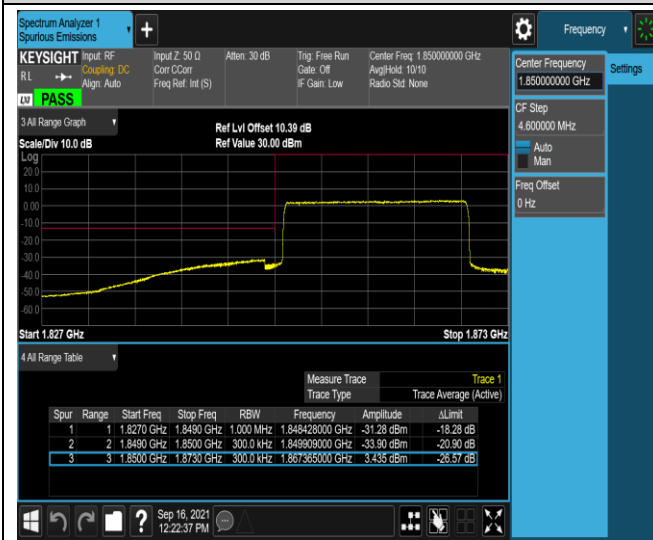 Spectrum Analyzer 1
Spurious Emissions
Frequency
KEYSIGHT Input: RF Input Z: 50 Ω Atten: 30 dB Trig: Free Run Center Freq: 1.850000000 GHz
RL Coupling: DC Corr CCorr Gate: Off Avg|Hold: 10/10
Align: Auto Freq Ref: Int (S) IF Gain: Low Radio Std: None
LXI PASS
Center Frequency
1.850000000 GHz
Settings
CF Step
4.600000 MHz
Auto
Man
Freq Offset
0 Hz
3 All Range Graph
Ref Lvl Offset 10.39 dB
Scale/Div 10.0 dB Ref Value 30.00 dBm
Log
20.0
10.0
0.00
-10.0
-20.0
-30.0
-40.0
-50.0
-60.0
Start 1.827 GHz Stop 1.873 GHz
4 All Range Table
Measure Trace Trace 1
Trace Type Trace Average (Active)
Spur Range Start Freq Stop Freq RBW Frequency Amplitude ΔLimit
1 1 1.8270 GHz 1.8490 GHz 1.000 MHz 1.848428000 GHz -31.28 dBm -18.28 dB
2 2 1.8490 GHz 1.8500 GHz 300.0 kHz 1.849909000 GHz -33.90 dBm -20.90 dB
3 3 1.8500 GHz 1.8730 GHz 300.0 kHz 1.867365000 GHz 3.435 dBm -26.57 dB
?
Sep 16, 2021
12:22:37 PM